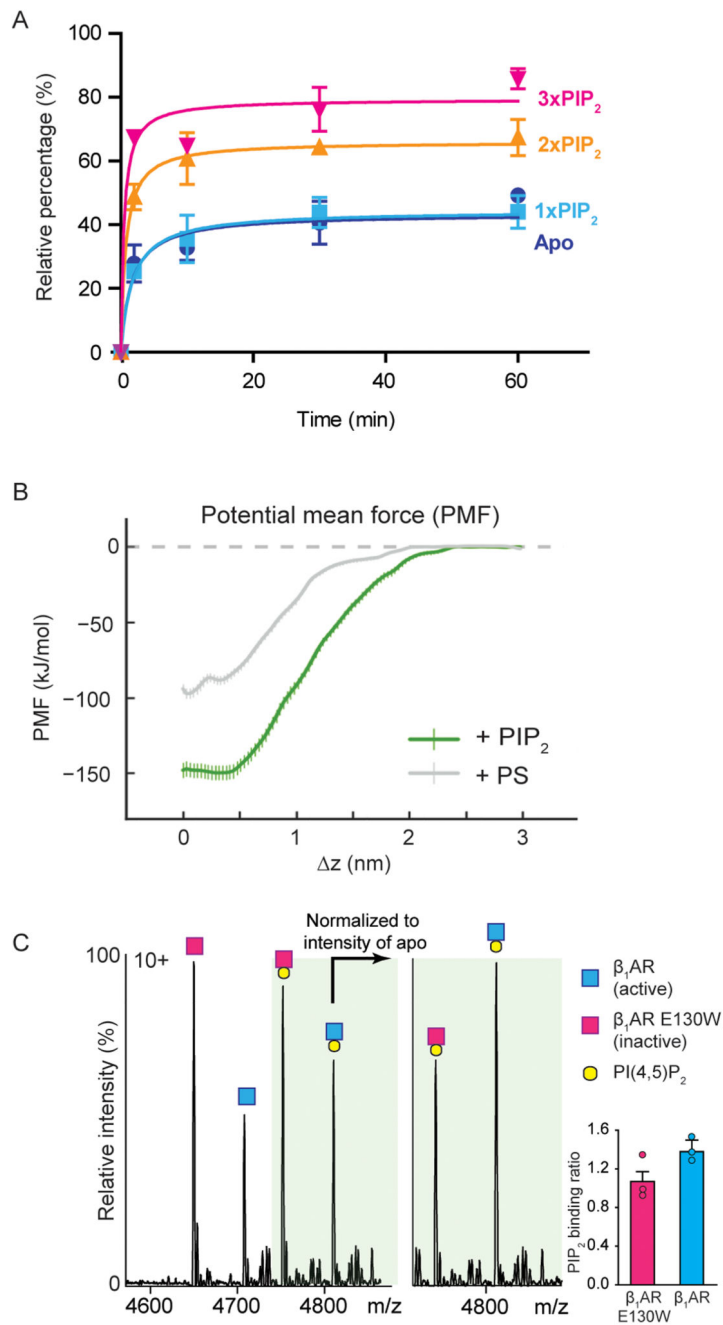 A
100
80
60
40
20
0
Relative percentage (%)
3xPIP₂
2xPIP₂
1xPIP₂
Apo
0 20 40 60
Time (min)
B
Potential mean force (PMF)
0
−50
−100
−150
PMF (kJ/mol)
+ PIP₂
+ PS
0 1 2 3
Δz (nm)
C
Normalized to
intensity of apo
100
10+
0
Relative intensity (%)
4600 4700 4800 m/z
4800 m/z
β₁AR
(active)
β₁AR E130W
(inactive)
PI(4,5)P₂
1.6
1.2
0.8
0.4
0.0
PIP₂ binding ratio
β₁AR
E130W
β₁AR